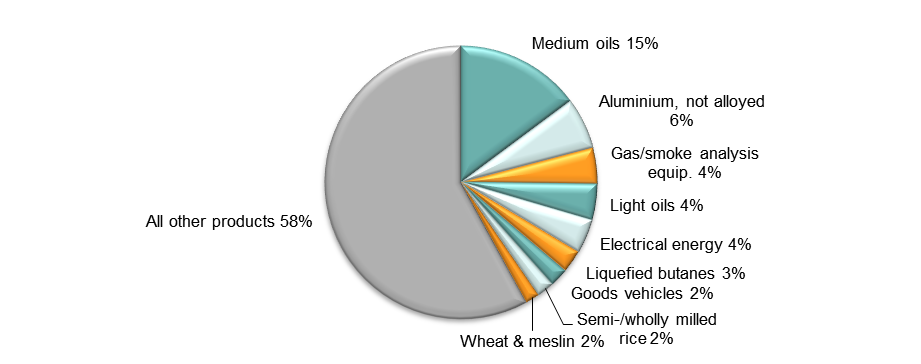 Medium oils 15%
Aluminium, not alloyed
6%
Gas/smoke analysis
equip. 4%
Light oils 4%
Electrical energy 4%
Liquefied butanes 3%
Goods vehicles 2%
Semi-/wholly milled
rice 2%
Wheat & meslin 2%
All other products 58%